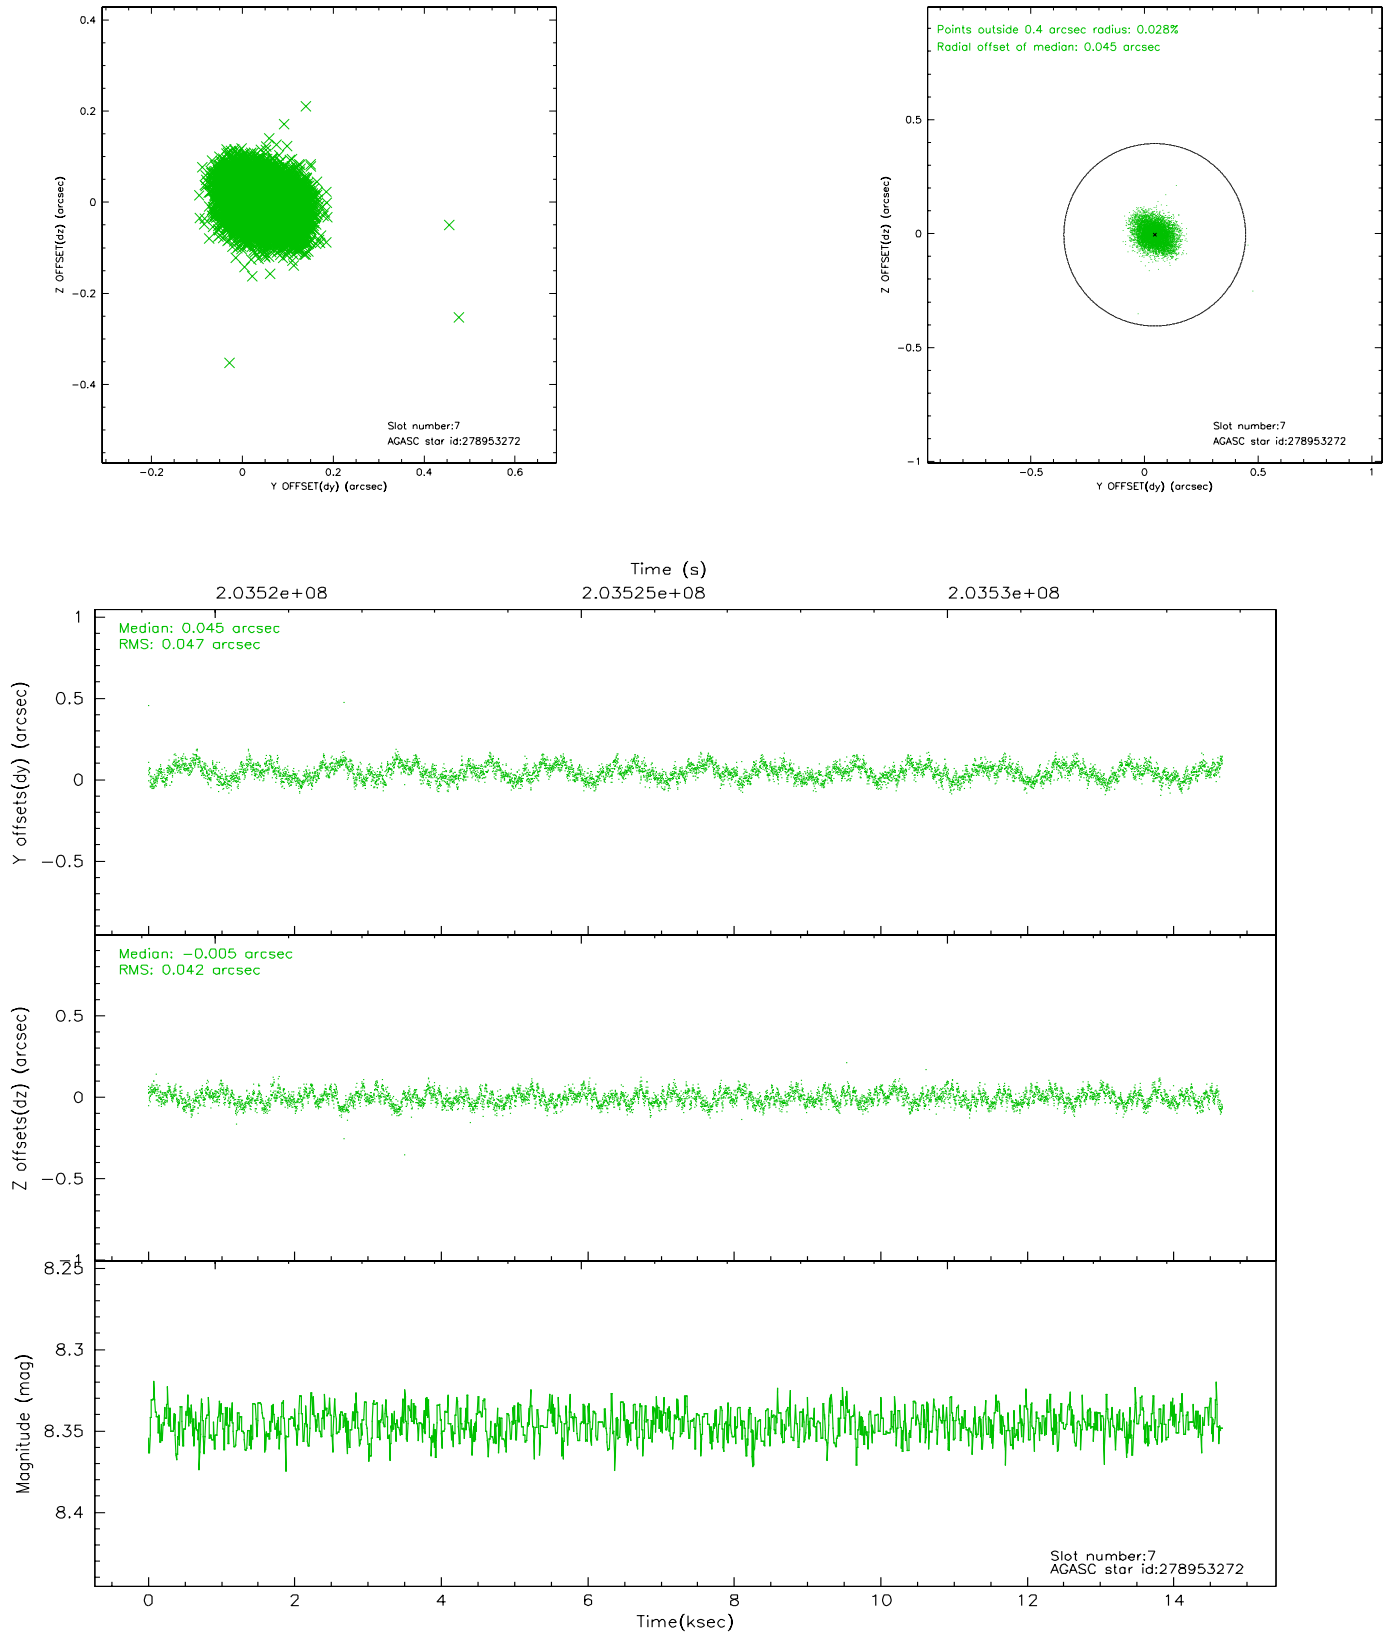 0.4
0.2
0
−0.2
−0.4
Z OFFSET(dz) (arcsec)
Slot number:7
AGASC star id:278953272
−0.2 0 0.2 0.4 0.6
Y OFFSET(dy) (arcsec)
Points outside 0.4 arcsec radius: 0.028%
Radial offset of median: 0.045 arcsec
0.5
0
−0.5
−1
Z OFFSET(dz) (arcsec)
Slot number:7
AGASC star id:278953272
−0.5 0 0.5 1
Y OFFSET(dy) (arcsec)
Time (s)
2.0352e+08 2.03525e+08 2.0353e+08
Median: 0.045 arcsec
RMS: 0.047 arcsec
1
0.5
0
−0.5
Y offsets(dy) (arcsec)
Median: −0.005 arcsec
RMS: 0.042 arcsec
0.5
0
−0.5
−1
Z offsets(dz) (arcsec)
8.25
8.3
8.35
8.4
Magnitude (mag)
Slot number:7
AGASC star id:278953272
0 2 4 6 8 10 12 14
Time(ksec)